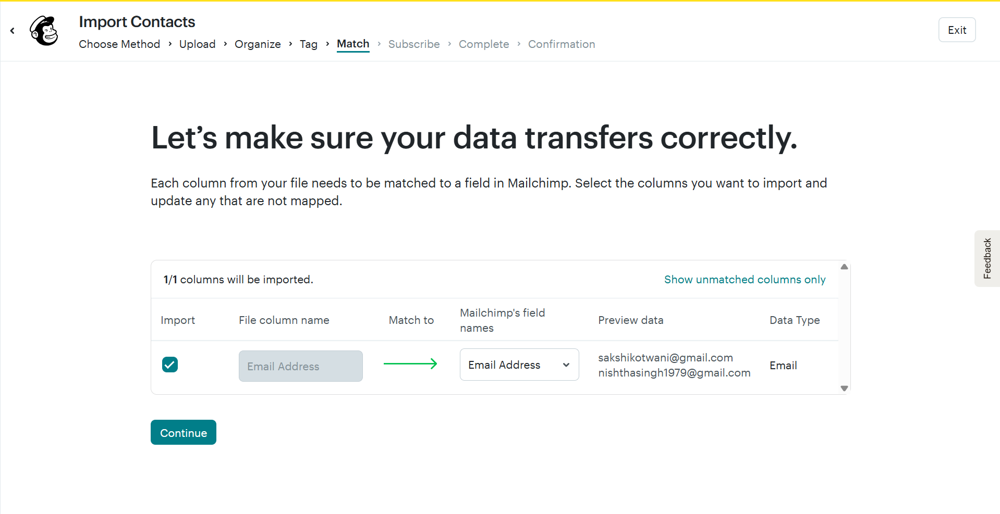 Import Contacts
Exit
Choose Method › Upload › Organize › Tag › Match › Subscribe › Complete › Confirmation
Let’s make sure your data transfers correctly.
Each column from your file needs to be matched to a field in Mailchimp. Select the columns you want to import and
update any that are not mapped.
Feedback
1/1 columns will be imported.
Show unmatched columns only
Import
File column name
Match to
Mailchimp's field
names
Preview data
Data Type
Email Address
Email Address
sakshikotwani@gmail.com
nishthasingh1979@gmail.com
Email
Continue